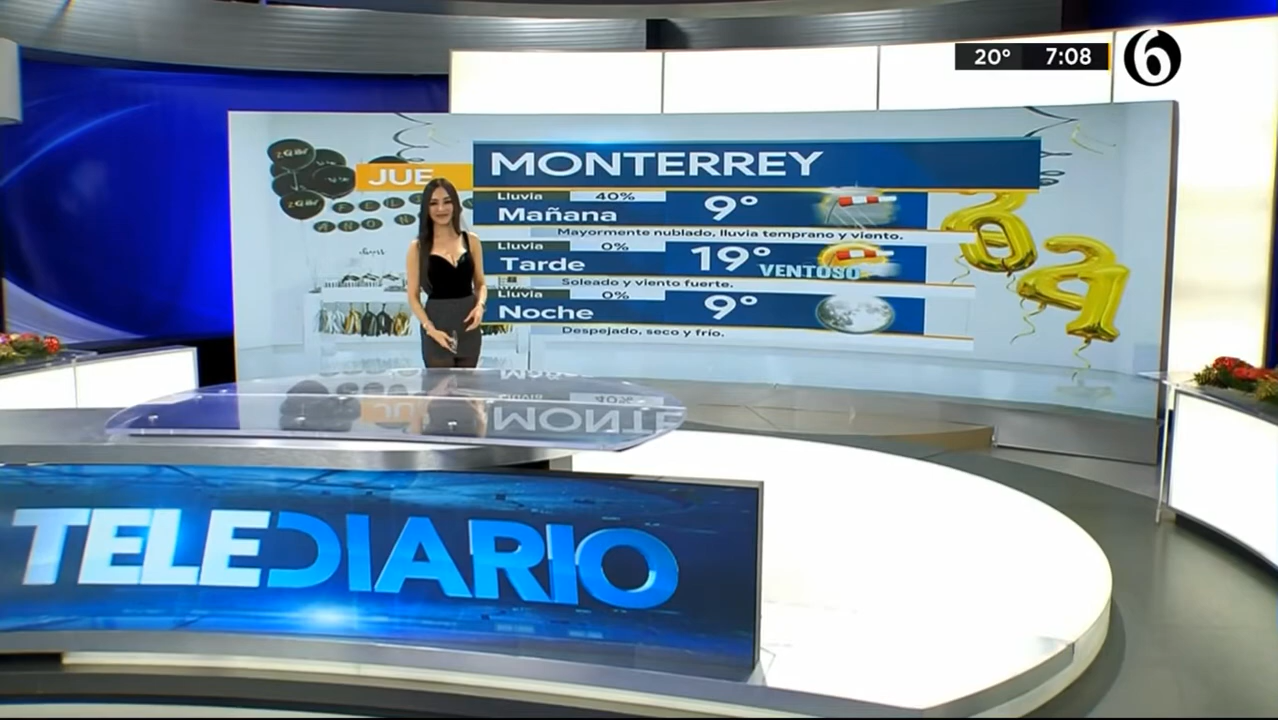 20° 7:08 6
MONTERREY
JUE
Lluvia 40%
Mañana 9°
Mayormente nublado, lluvia temprano y viento.
Lluvia 0%
Tarde 19° VENTOSO
Soleado y viento fuerte.
Lluvia 0%
Noche 9°
Despejado, seco y frío.
TELEDIARIO